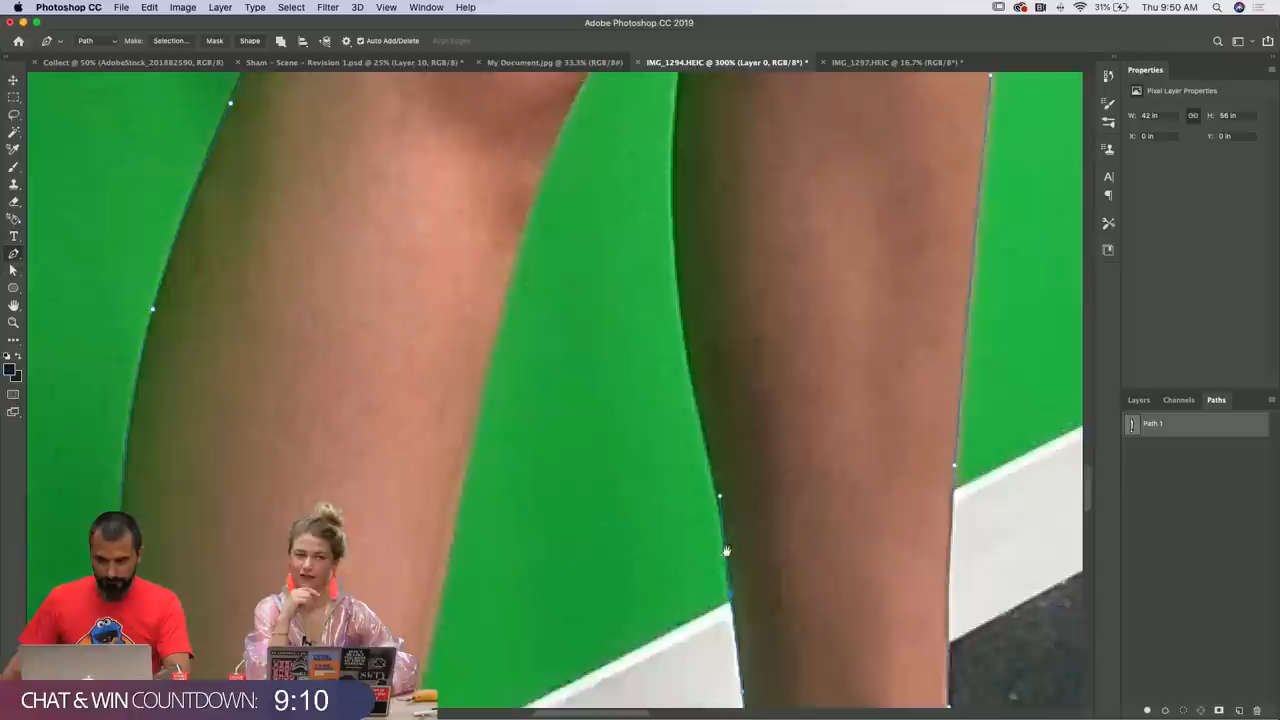 Photoshop CC File Edit Image Layer Type Select Filter 3D View Window Help 31% Thu 9:50 AM
Adobe Photoshop CC 2019
Path Make: Selection... Mask Shape Auto Add/Delete Align Edges
Collect @ 50% (AdobeStock_201882590, RGB/8) Sham - Scene - Revision 1.psd @ 25% (Layer 10, RGB/8) * My Document.jpg @ 33.3% (RGB/8#) IMG_1294.HEIC @ 300% (Layer 0, RGB/8*) * IMG_1297.HEIC @ 16.7% (RGB/8*) *
Properties
Pixel Layer Properties
W: 42 in H: 56 in
X: 0 in Y: 0 in
Layers Channels Paths
Path 1
CHAT & WIN COUNTDOWN: 9:10